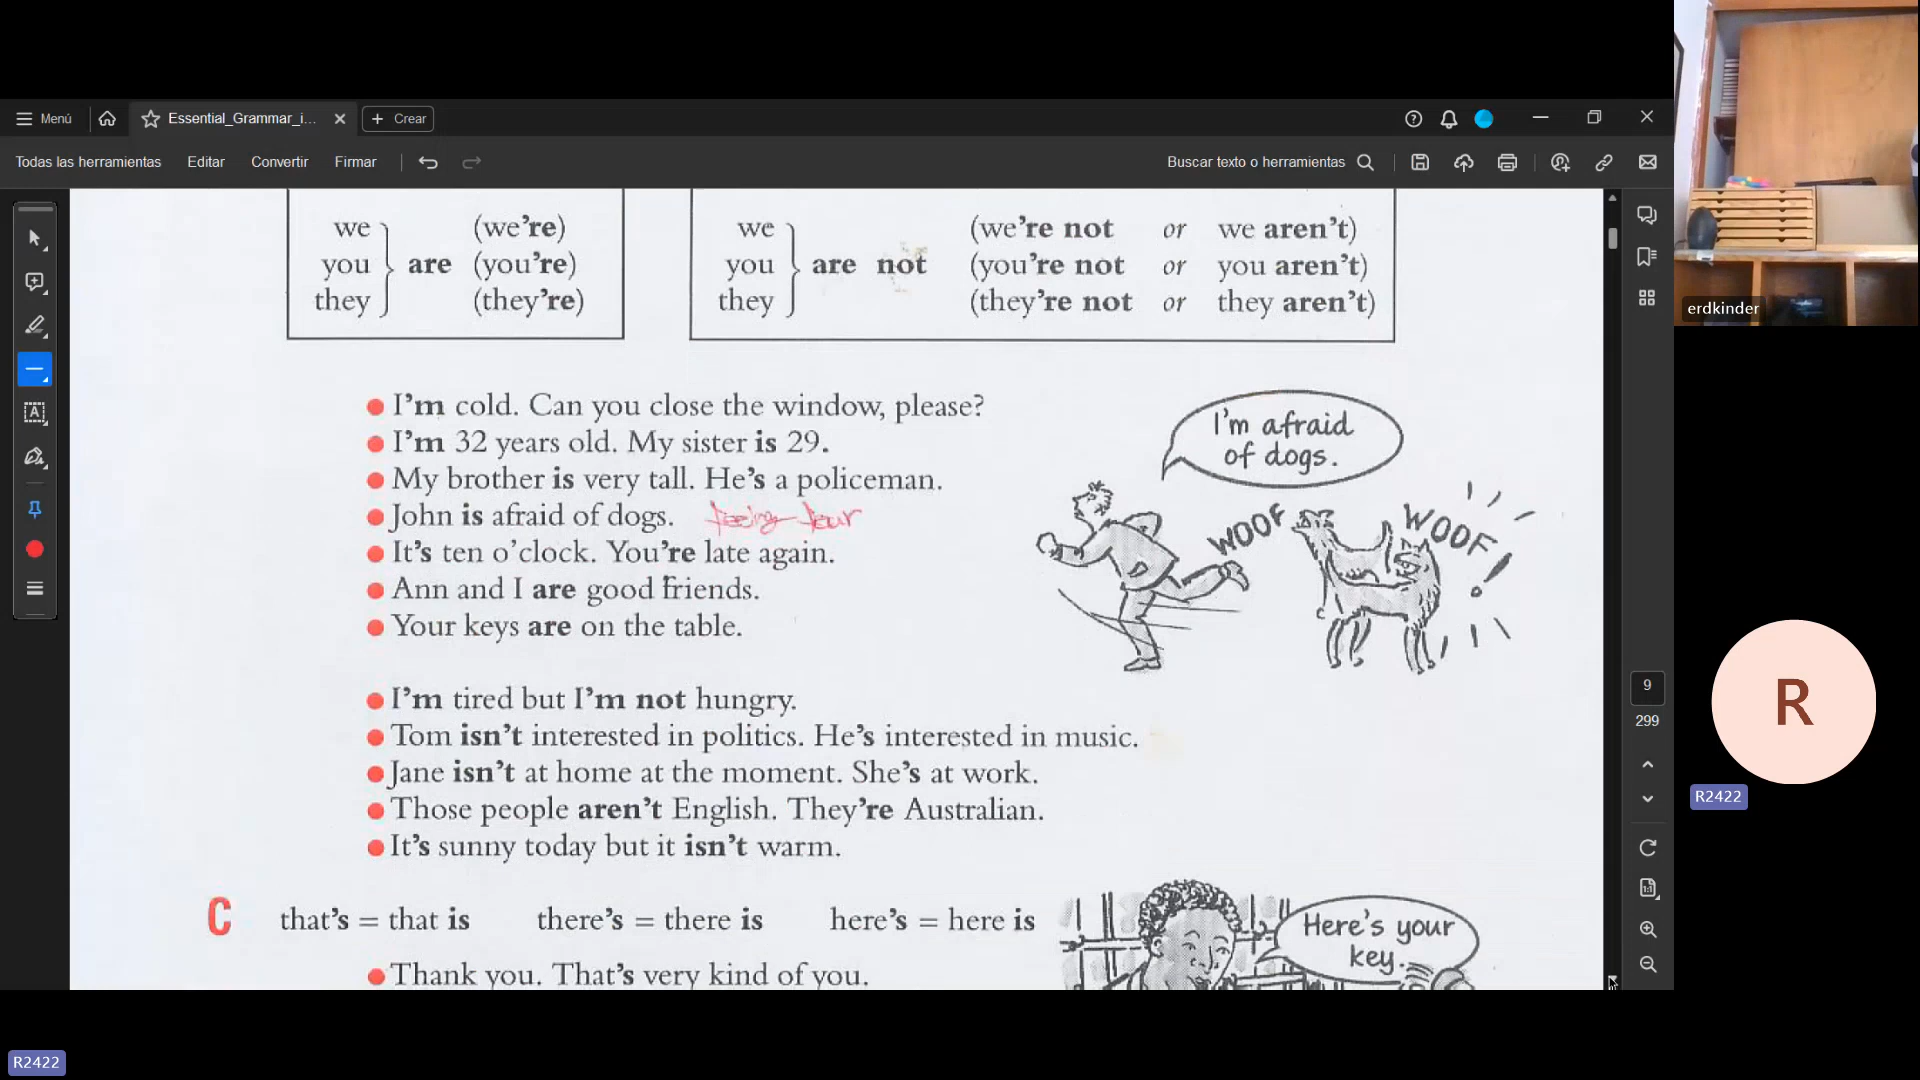 Menú
Essential_Grammar_i...
Crear
Todas las herramientas
Editar
Convertir
Firmar
Buscar texto o herramientas
we
you
they
are
(we're)
(you're)
(they're)
we
you
they
are not
(we're not or we aren't)
(you're not or you aren't)
(they're not or they aren't)
I'm cold. Can you close the window, please?
I'm 32 years old. My sister is 29.
My brother is very tall. He's a policeman.
John is afraid of dogs.
It's ten o'clock. You're late again.
Ann and I are good friends.
Your keys are on the table.
I'm afraid
of dogs.
WOOF
WOOF!
I'm tired but I'm not hungry.
Tom isn't interested in politics. He's interested in music.
Jane isn't at home at the moment. She's at work.
Those people aren't English. They're Australian.
It's sunny today but it isn't warm.
C that's = that is there's = there is here's = here is
Thank you. That's very kind of you.
Here's your
key.
9
299
1:1
erdkinder
R
R2422
R2422